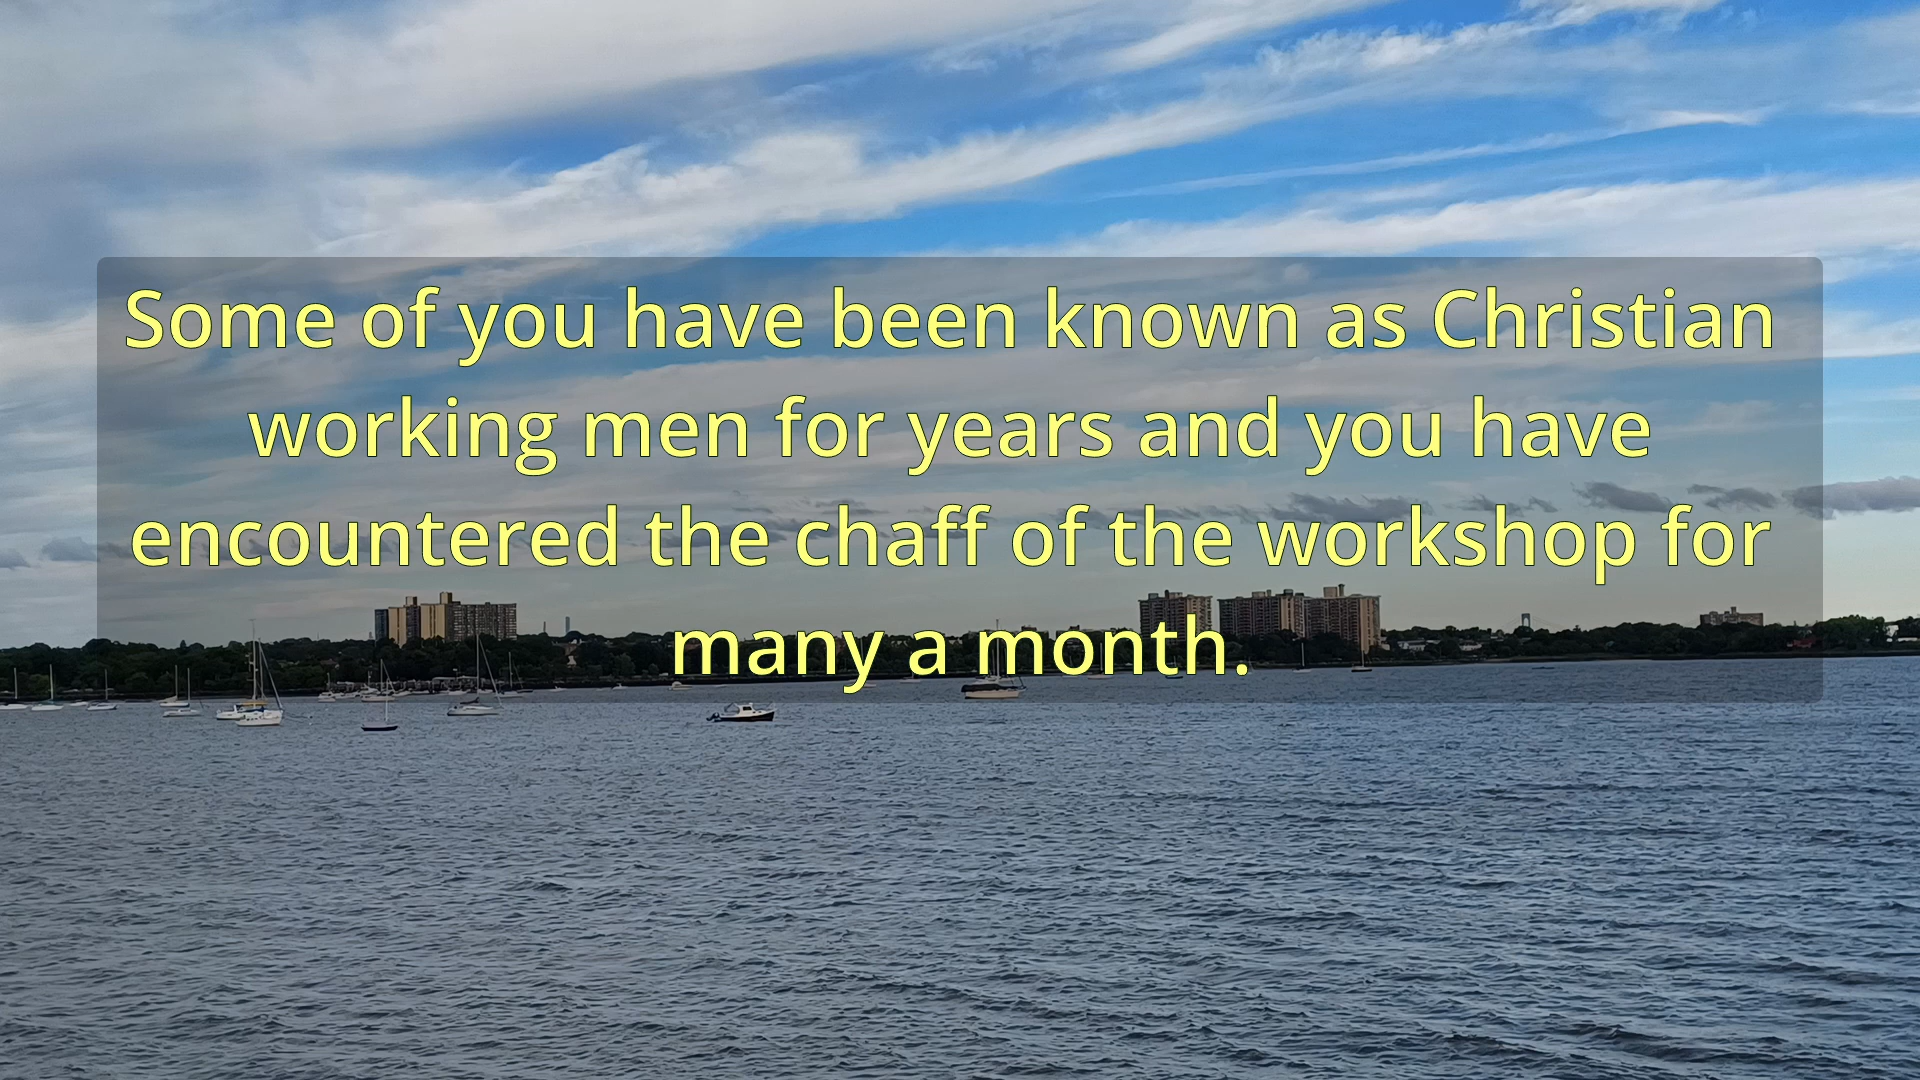 Some of you have been known as Christian
working men for years and you have
encountered the chaff of the workshop for
many a month.